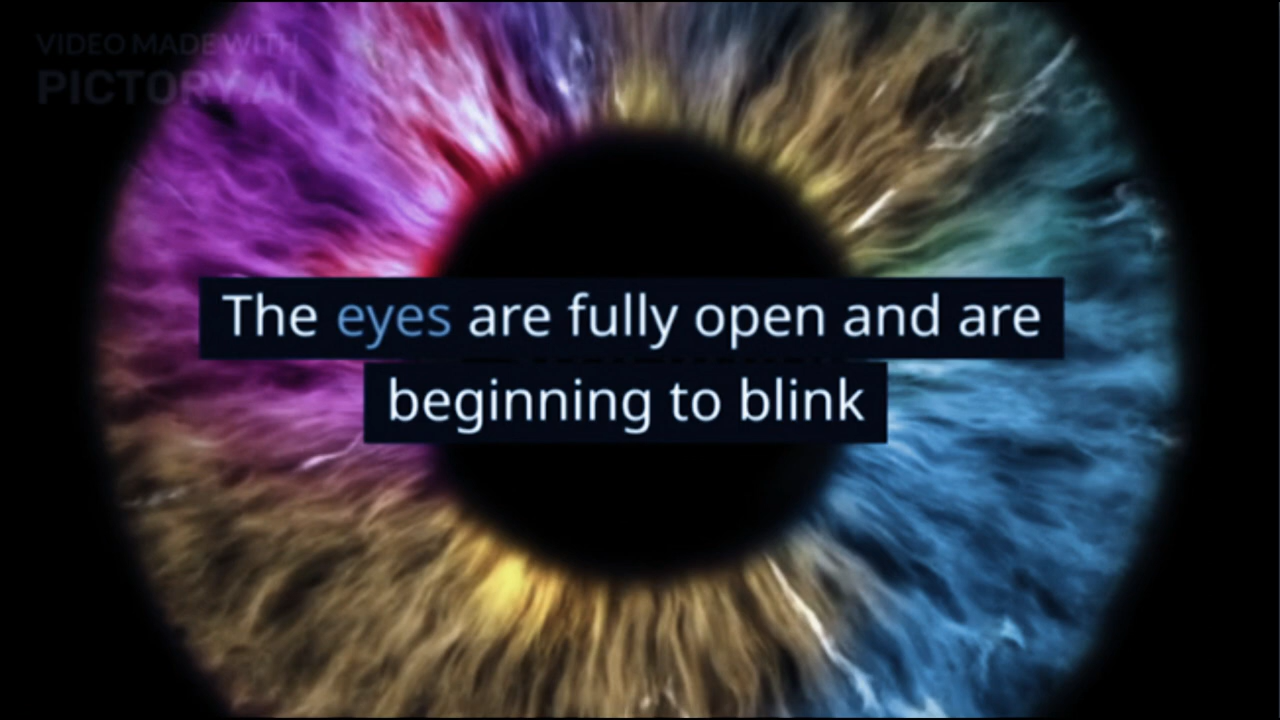 VIDEO MADE WITH
PICTORY.AI
The eyes are fully open and are
beginning to blink